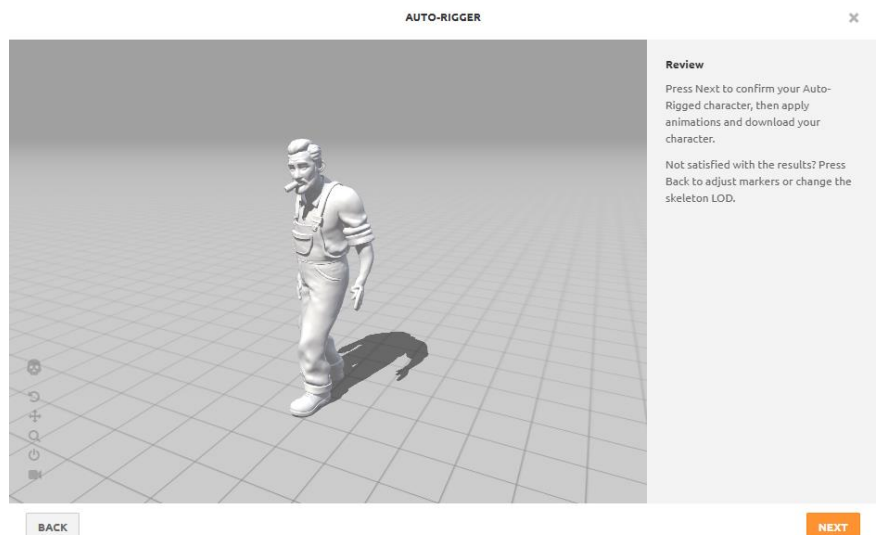 AUTO-RIGGER
×
Review
Press Next to confirm your Auto-
Rigged character, then apply
animations and download your
character.
Not satisfied with the results? Press
Back to adjust markers or change the
skeleton LOD.
BACK
NEXT